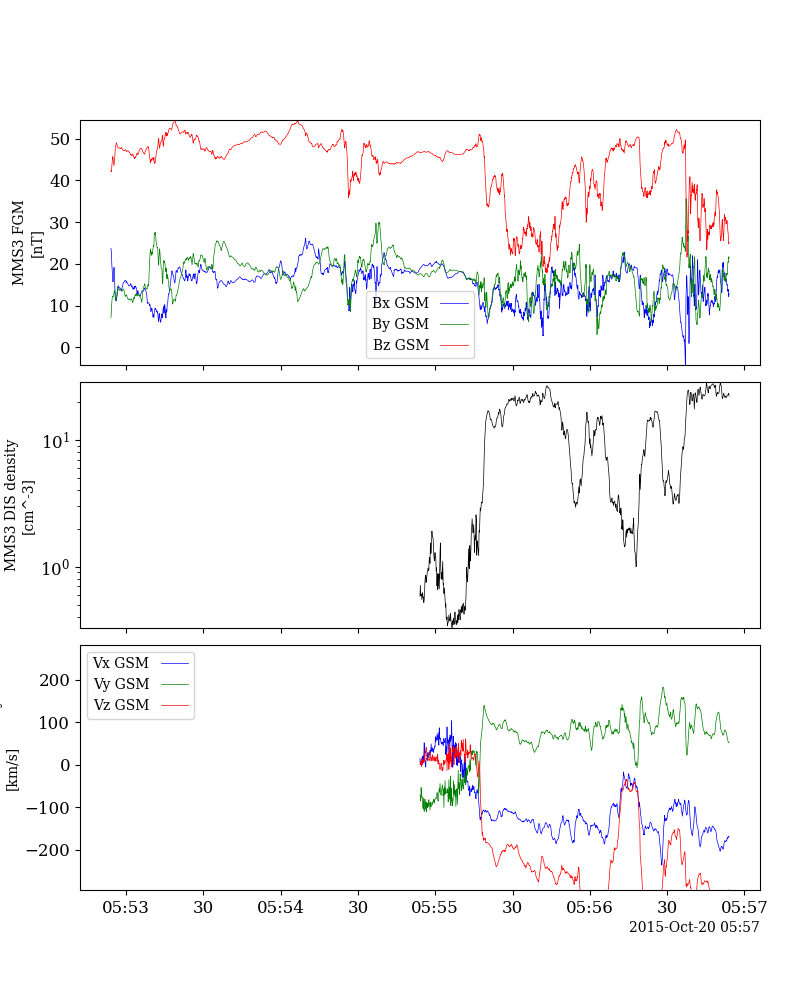 50
40
30
20
10
0
MMS3 FGM
[nT]
Bx GSM
By GSM
Bz GSM
10^1
10^0
MMS3 DIS density
[cm^-3]
200
100
0
−100
−200
[km/s]
Vx GSM
Vy GSM
Vz GSM
05:53 30 05:54 30 05:55 30 05:56 30 05:57
2015-Oct-20 05:57